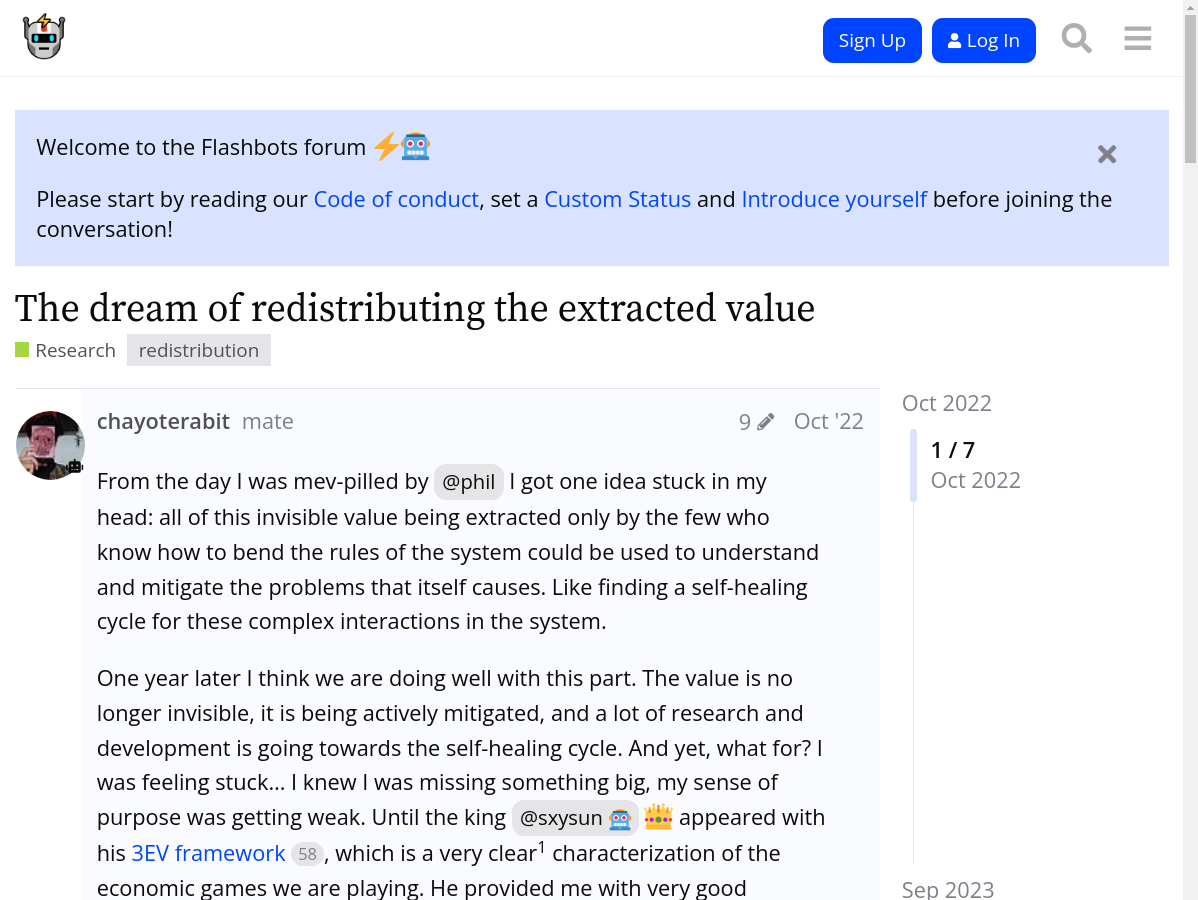 Sign Up
Log In
Welcome to the Flashbots forum
Please start by reading our Code of conduct, set a Custom Status and Introduce yourself before joining the
conversation!
The dream of redistributing the extracted value
Research redistribution
chayoterabit mate 9 Oct '22
From the day I was mev-pilled by @phil I got one idea stuck in my
head: all of this invisible value being extracted only by the few who
know how to bend the rules of the system could be used to understand
and mitigate the problems that itself causes. Like finding a self-healing
cycle for these complex interactions in the system.
One year later I think we are doing well with this part. The value is no
longer invisible, it is being actively mitigated, and a lot of research and
development is going towards the self-healing cycle. And yet, what for? I
was feeling stuck… I knew I was missing something big, my sense of
purpose was getting weak. Until the king @sxysun appeared with
his 3EV framework 58, which is a very clear1 characterization of the
economic games we are playing. He provided me with very good
Oct 2022
1 / 7
Oct 2022
Sep 2023